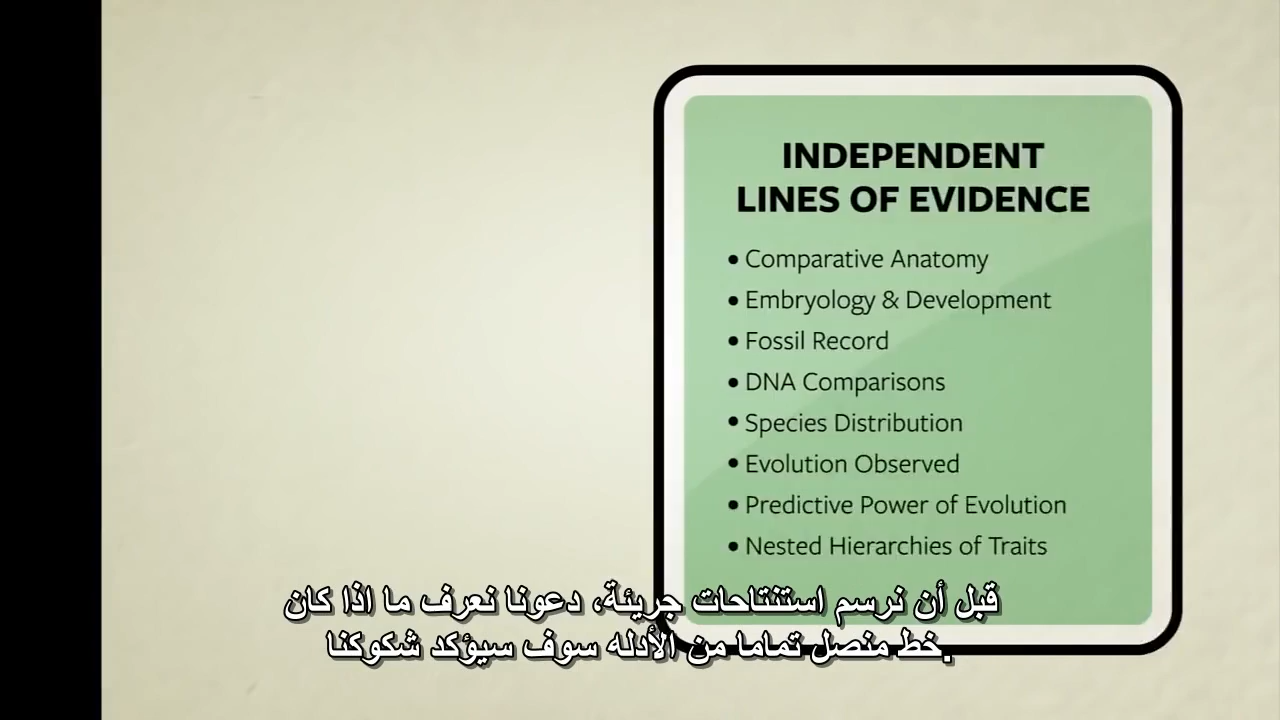 INDEPENDENT
LINES OF EVIDENCE
• Comparative Anatomy
• Embryology & Development
• Fossil Record
• DNA Comparisons
• Species Distribution
• Evolution Observed
• Predictive Power of Evolution
• Nested Hierarchies of Traits
قبل أن نرسم استنتاحات جريئة، دعونا نعرف ما اذا كان
خط منصل تماما من الأدله سوف سيؤكد شكوكنا.